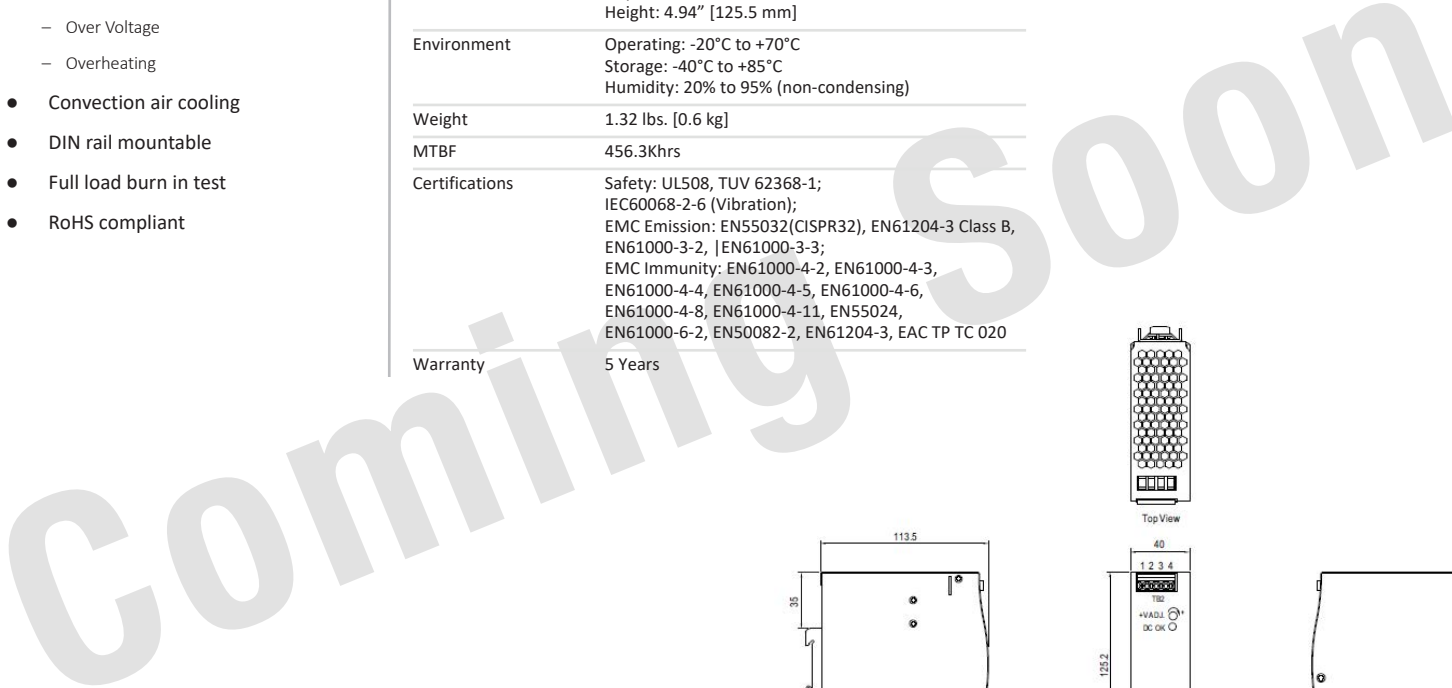 – Over Voltage
– Overheating
● Convection air cooling
● DIN rail mountable
● Full load burn in test
● RoHS compliant
Height: 4.94” [125.5 mm]
Environment Operating: -20°C to +70°C
Storage: -40°C to +85°C
Humidity: 20% to 95% (non-condensing)
Weight 1.32 lbs. [0.6 kg]
MTBF 456.3Khrs
Certifications Safety: UL508, TUV 62368-1;
IEC60068-2-6 (Vibration);
EMC Emission: EN55032(CISPR32), EN61204-3 Class B,
EN61000-3-2, |EN61000-3-3;
EMC Immunity: EN61000-4-2, EN61000-4-3,
EN61000-4-4, EN61000-4-5, EN61000-4-6,
EN61000-4-8, EN61000-4-11, EN55024,
EN61000-6-2, EN50082-2, EN61204-3, EAC TP TC 020
Warranty 5 Years
Coming Soon
Top View
113.5
35
40
1 2 3 4
TB2
+VADJ.
DC OK
125.2